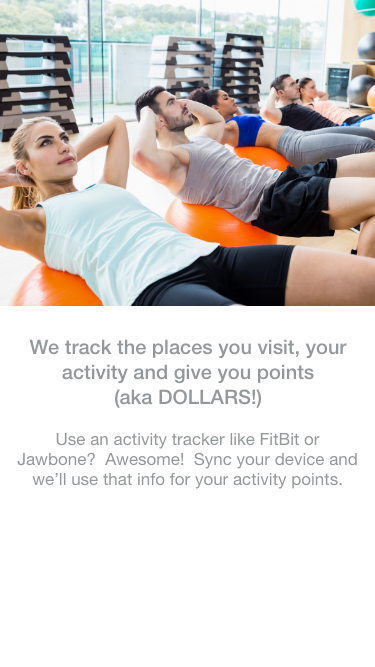 We track the places you visit, your
activity and give you points
(aka DOLLARS!)
Use an activity tracker like FitBit or
Jawbone?  Awesome!  Sync your device and
we’ll use that info for your activity points.